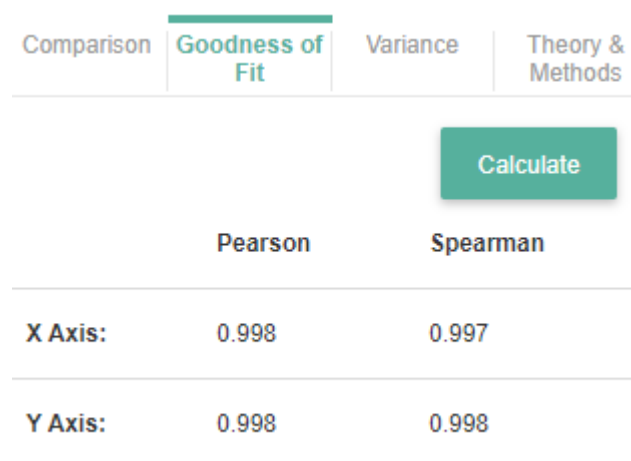 Comparison Goodness of Fit Variance Theory & Methods
Calculate
Pearson Spearman
X Axis: 0.998 0.997
Y Axis: 0.998 0.998